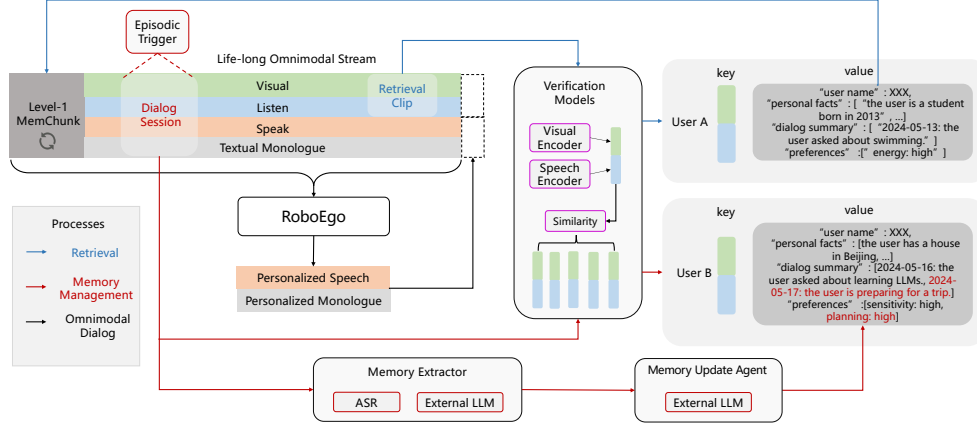 Episodic
Trigger
Life-long Omnimodal Stream
Level-1
MemChunk
Dialog
Session
Visual
Listen
Speak
Textual Monologue
Retrieval
Clip
RoboEgo
Personalized Speech
Personalized Monologue
Processes
Retrieval
Memory
Management
Omnimodal
Dialog
Verification
Models
Visual
Encoder
Speech
Encoder
Similarity
key
value
User A
"user name" : XXX,
"personal facts" : [ "the user is a student
born in 2013" , ...]
"dialog summary" : [ "2024-05-13: the
user asked about swimming." ]
"preferences" :[" energy: high" ]
key
value
User B
"user name" : XXX,
"personal facts" : [the user has a house
in Beijing, ...]
"dialog summary" : [2024-05-16: the
user asked about learning LLMs., 2024-
05-17: the user is preparing for a trip.]
"preferences" :[sensitivity: high,
planning: high]
Memory Extractor
ASR
External LLM
Memory Update Agent
External LLM